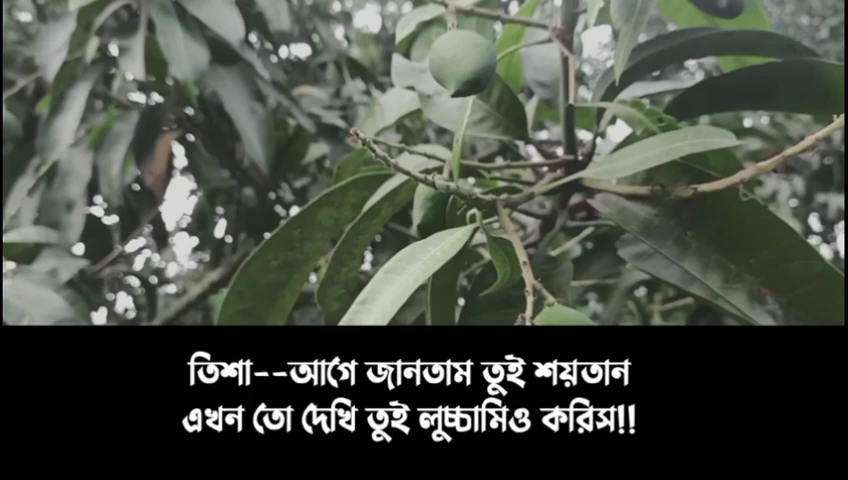 তিশা--আগে জানতাম তুই শয়তান
এখন তো দেখি তুই লুচ্চামিও করিস!!